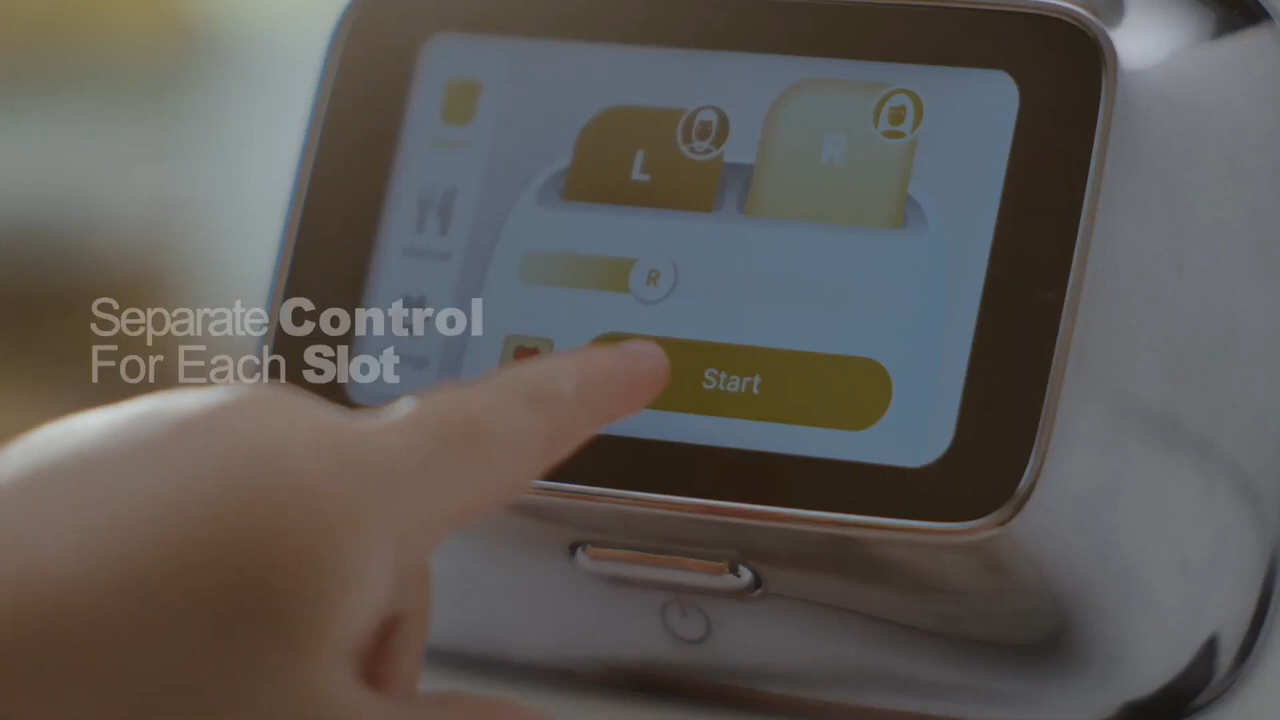 L
R
R
Separate Control
For Each Slot
Start